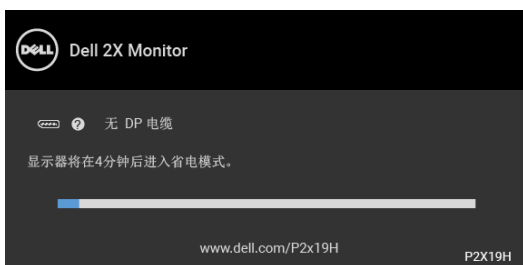 DELL Dell 2X Monitor
无 DP 电缆
显示器将在4分钟后进入省电模式。
www.dell.com/P2x19H
P2X19H